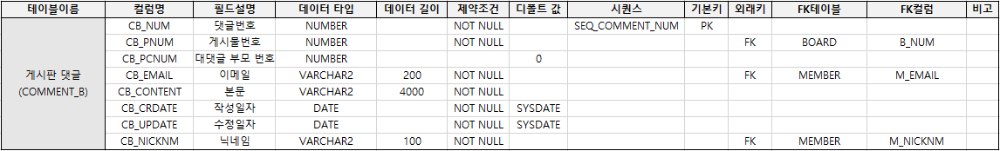 테이블이름 컬럼명 필드설명 데이터 타입 데이터 길이 제약조건 디폴트 값 시퀀스 기본키 외래키 FK테이블 FK컬럼 비고
게시판 댓글 (COMMENT_B)
CB_NUM 댓글번호 NUMBER NOT NULL SEQ_COMMENT_NUM PK
CB_PNUM 게시물번호 NUMBER NOT NULL FK BOARD B_NUM
CB_PCNUM 대댓글 부모 번호 NUMBER 0
CB_EMAIL 이메일 VARCHAR2 200 NOT NULL FK MEMBER M_EMAIL
CB_CONTENT 본문 VARCHAR2 4000 NOT NULL
CB_CRDATE 작성일자 DATE NOT NULL SYSDATE
CB_UPDATE 수정일자 DATE NOT NULL SYSDATE
CB_NICKNM 닉네임 VARCHAR2 100 NOT NULL FK MEMBER M_NICKNM